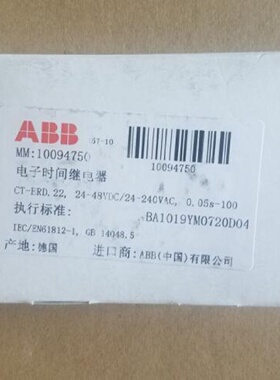 ABB
37-10
MM:10094750
10094750
电子时间继电器
CT-ERD.22, 24-48VDC/24-240VAC, 0.05s-100
执行标准:
BA1019YM0720D04
IEC/EN61812-1, GB 14048.5
产地: 德国
进口商: ABB(中国)有限公司